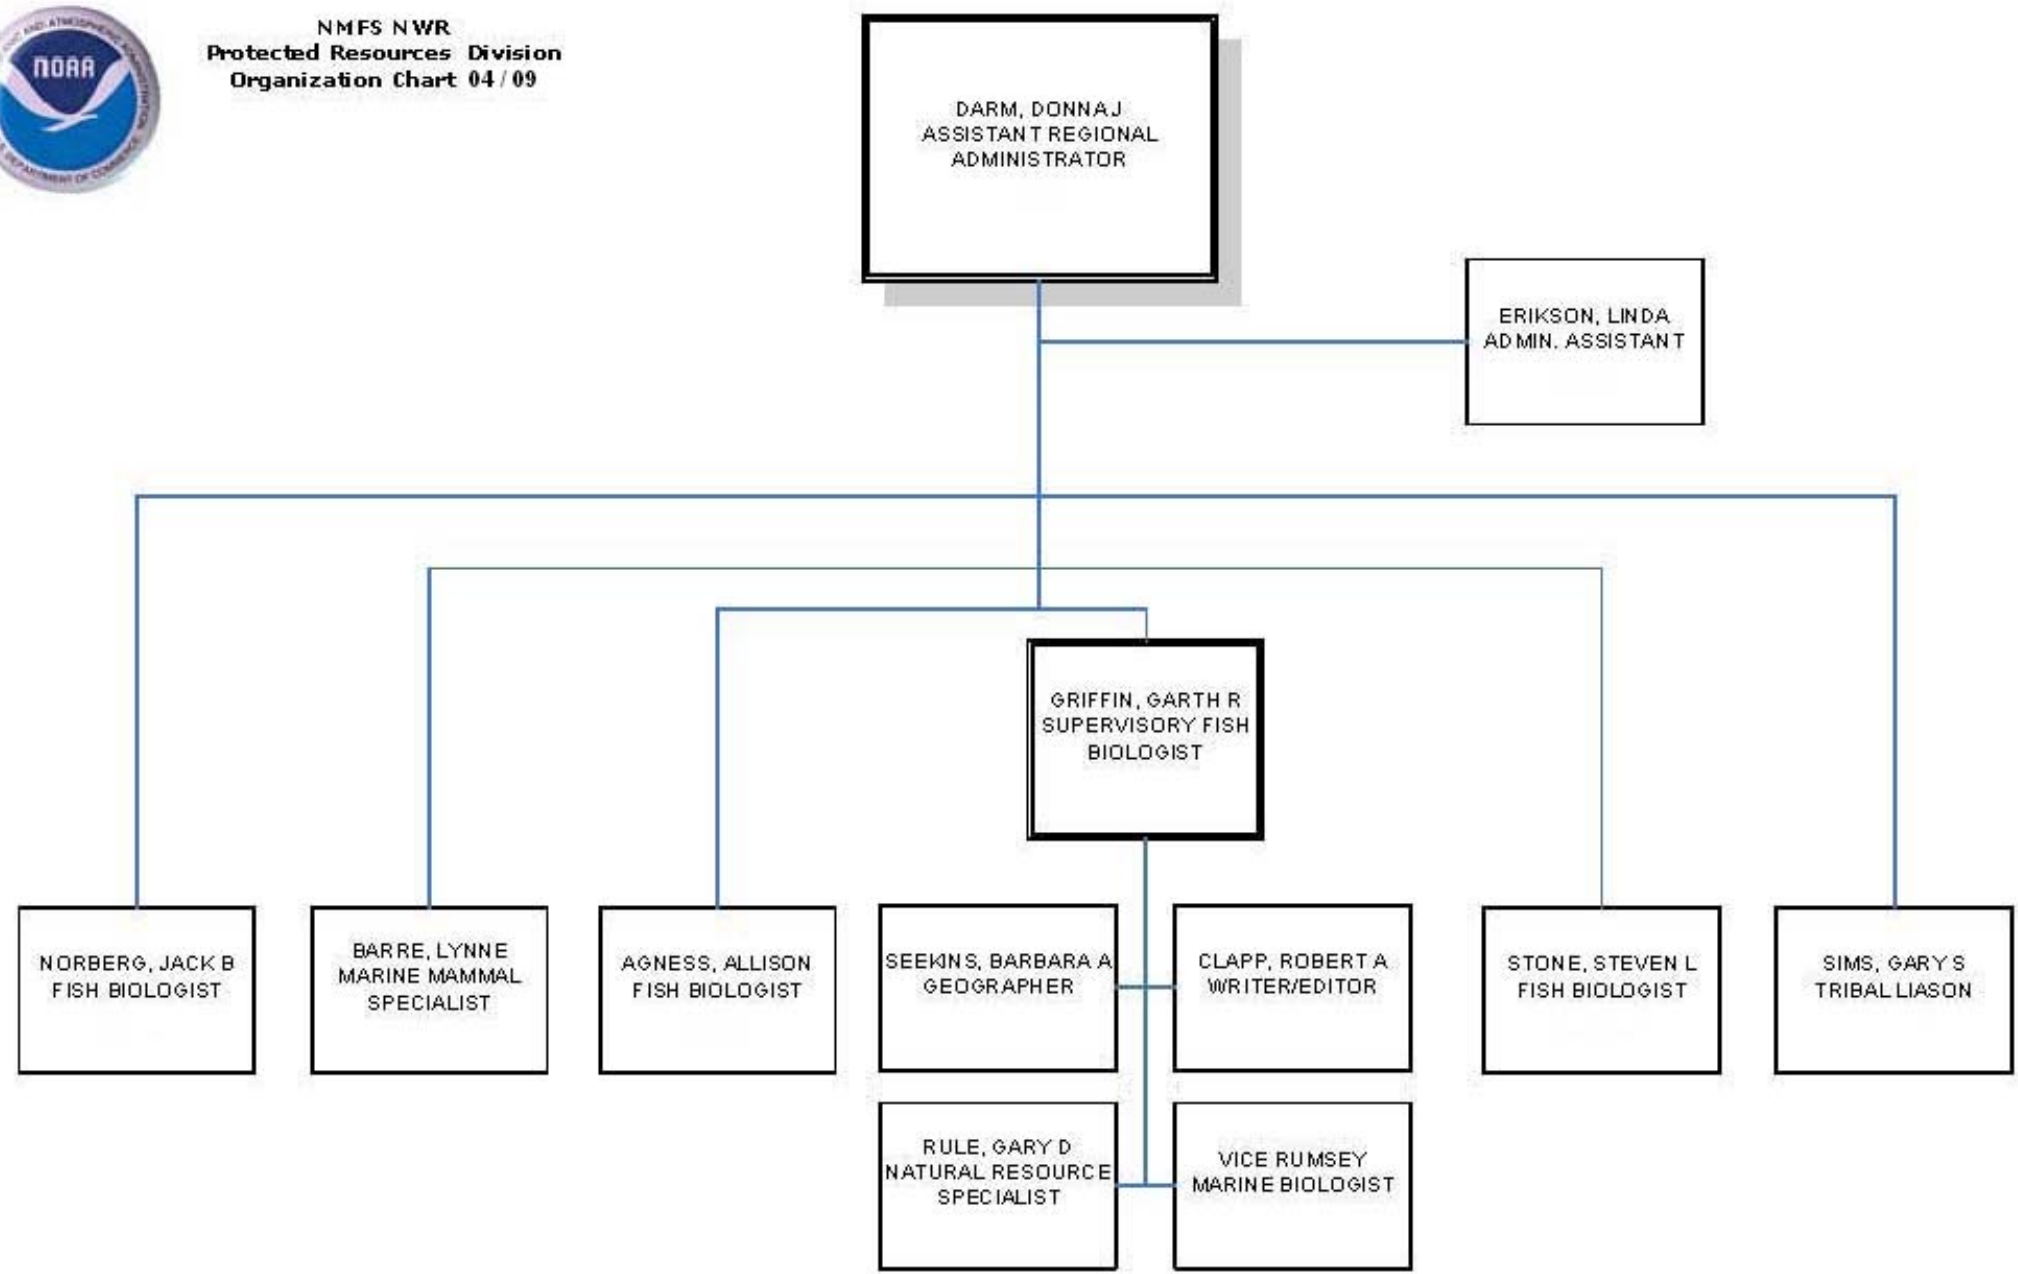 NOAA
NMFS NWR
Protected Resources Division
Organization Chart 04 / 09
DARM, DONNA J
ASSISTANT REGIONAL
ADMINISTRATOR
ERIKSON, LINDA
ADMIN. ASSISTANT
GRIFFIN, GARTH R
SUPERVISORY FISH
BIOLOGIST
NORBERG, JACK B
FISH BIOLOGIST
BARRE, LYNNE
MARINE MAMMAL
SPECIALIST
AGNESS, ALLISON
FISH BIOLOGIST
SEEKINS, BARBARA A
GEOGRAPHER
CLAPP, ROBERT A
WRITER/EDITOR
STONE, STEVEN L
FISH BIOLOGIST
SIMS, GARY S
TRIBAL LIASON
RULE, GARY D
NATURAL RESOURCE
SPECIALIST
VICE RUMSEY
MARINE BIOLOGIST